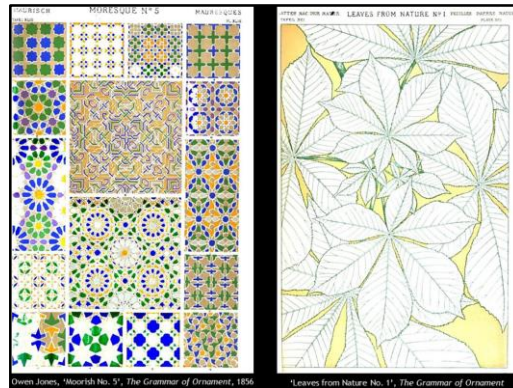 MAURISCH
MORESQUE Nº 5
MAURESQUES
LEAVES FROM NATURE Nº 1
Owen Jones, ‘Moorish No. 5’, The Grammar of Ornament, 1856
‘Leaves from Nature No. 1’, The Grammar of Ornament